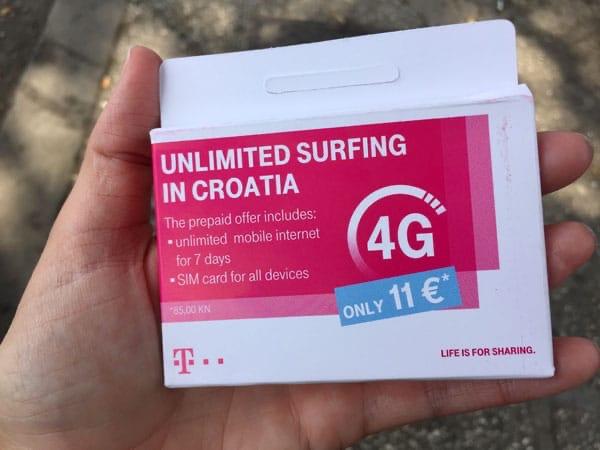 UNLIMITED SURFING
IN CROATIA
The prepaid offer includes:
▪ unlimited mobile internet
for 7 days
▪ SIM card for all devices
4G
ONLY 11 €*
*85,00 KN
T
LIFE IS FOR SHARING.